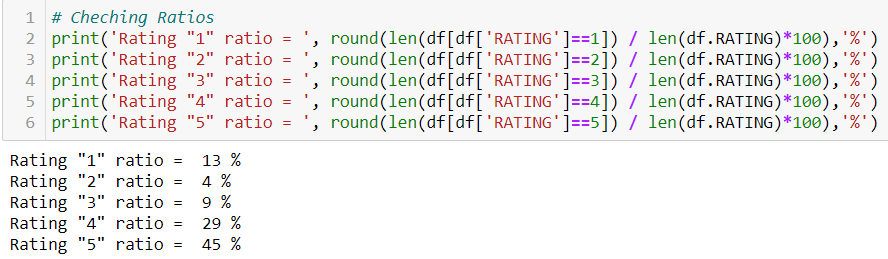 1 # Cheching Ratios
2 print('Rating "1" ratio = ', round(len(df[df['RATING']==1]) / len(df.RATING)*100),'%')
3 print('Rating "2" ratio = ', round(len(df[df['RATING']==2]) / len(df.RATING)*100),'%')
4 print('Rating "3" ratio = ', round(len(df[df['RATING']==3]) / len(df.RATING)*100),'%')
5 print('Rating "4" ratio = ', round(len(df[df['RATING']==4]) / len(df.RATING)*100),'%')
6 print('Rating "5" ratio = ', round(len(df[df['RATING']==5]) / len(df.RATING)*100),'%')
Rating "1" ratio =  13 %
Rating "2" ratio =  4 %
Rating "3" ratio =  9 %
Rating "4" ratio =  29 %
Rating "5" ratio =  45 %